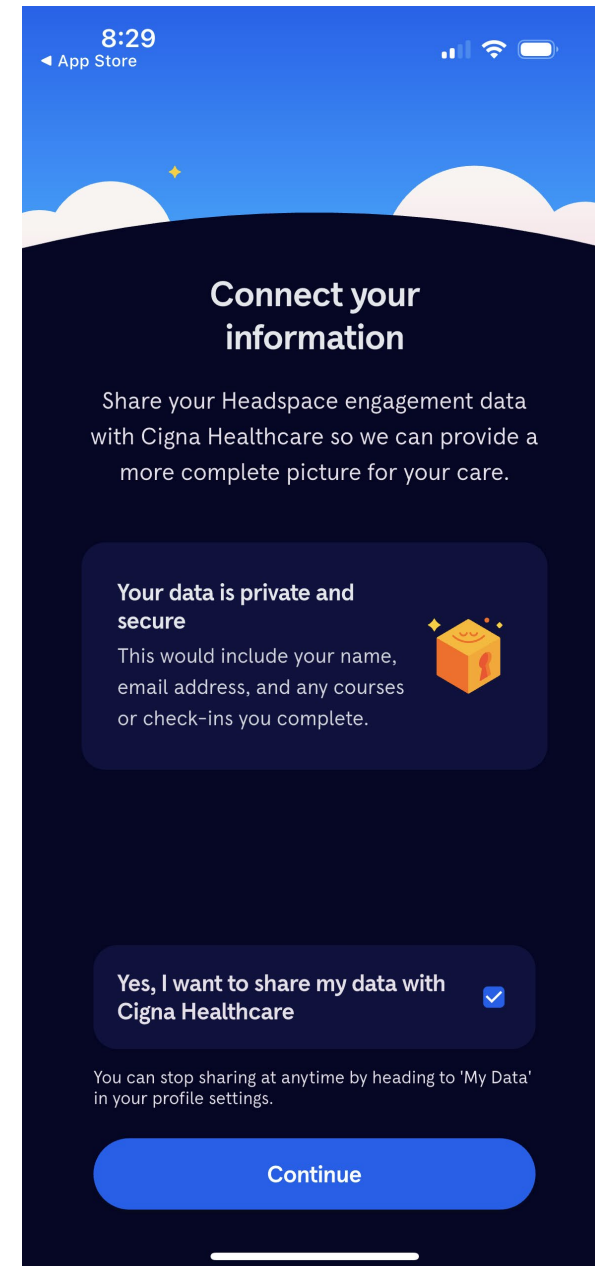 8:29
◀ App Store
Connect your
information
Share your Headspace engagement data
with Cigna Healthcare so we can provide a
more complete picture for your care.
Your data is private and
secure
This would include your name,
email address, and any courses
or check-ins you complete.
Yes, I want to share my data with
Cigna Healthcare
You can stop sharing at anytime by heading to 'My Data'
in your profile settings.
Continue